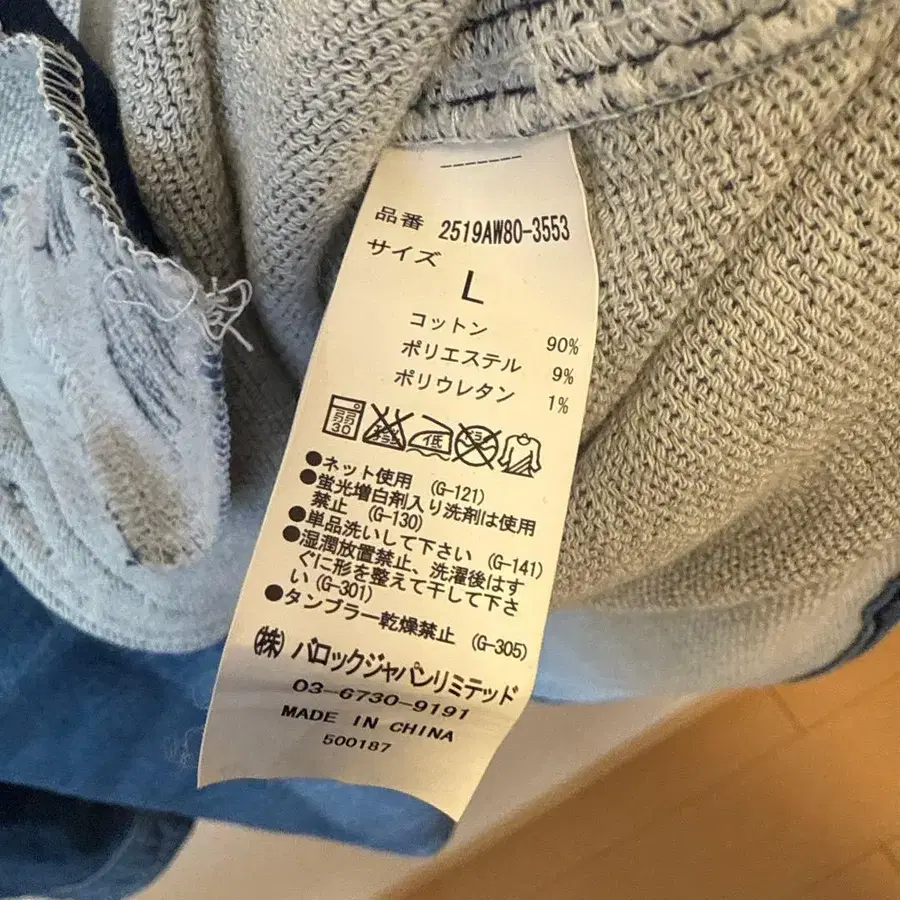 品番 2519AW80-3553
サイズ
L
コットン 90%
ポリエステル 9%
ポリウレタン 1%
弱 30 低
●ネット使用 (G-121)
●蛍光増白剤入り洗剤は使用
禁止 (G-130)
●単品洗いして下さい (G-141)
●湿潤放置禁止、洗濯後はす
ぐに形を整えて干して下さ
い(G-301)
●タンブラー乾燥禁止 (G-305)
(株) バロックジャパンリミテッド
03-6730-9191
MADE IN CHINA
500187